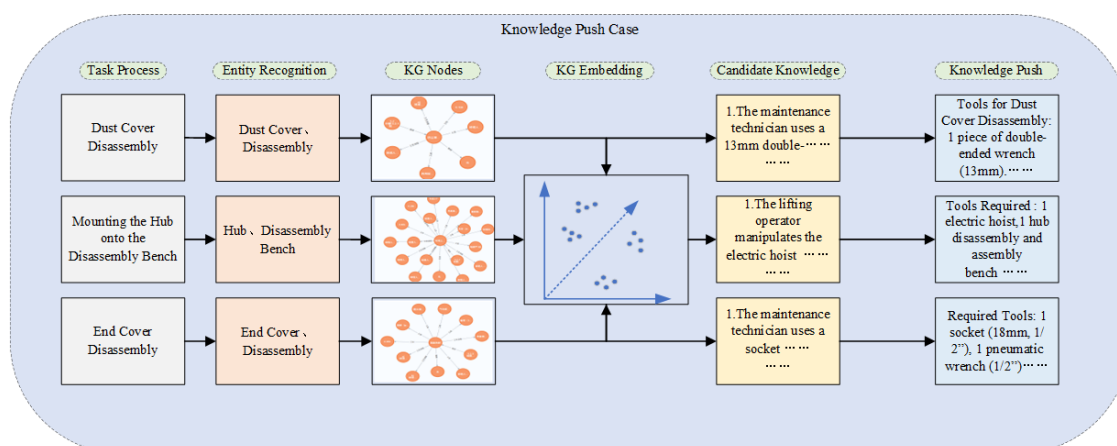 Knowledge Push Case
Task Process
Entity Recognition
KG Nodes
KG Embedding
Candidate Knowledge
Knowledge Push
Dust Cover
Disassembly
Dust Cover、
Disassembly
1.The maintenance
technician uses a
13mm double-⋯ ⋯
⋯ ⋯
Tools for Dust
Cover Disassembly:
1 piece of double-
ended wrench
(13mm).⋯ ⋯
Mounting the Hub
onto the
Disassembly Bench
Hub、Disassembly
Bench
1.The lifting
operator
manipulates the
electric hoist ⋯ ⋯
⋯ ⋯
Tools Required : 1
electric hoist,1 hub
disassembly and
assembly
bench ⋯ ⋯
End Cover
Disassembly
End Cover、
Disassembly
1.The maintenance
technician uses a
socket ⋯ ⋯
⋯ ⋯
Required Tools: 1
socket (18mm, 1/
2”), 1 pneumatic
wrench (1/2”)⋯ ⋯